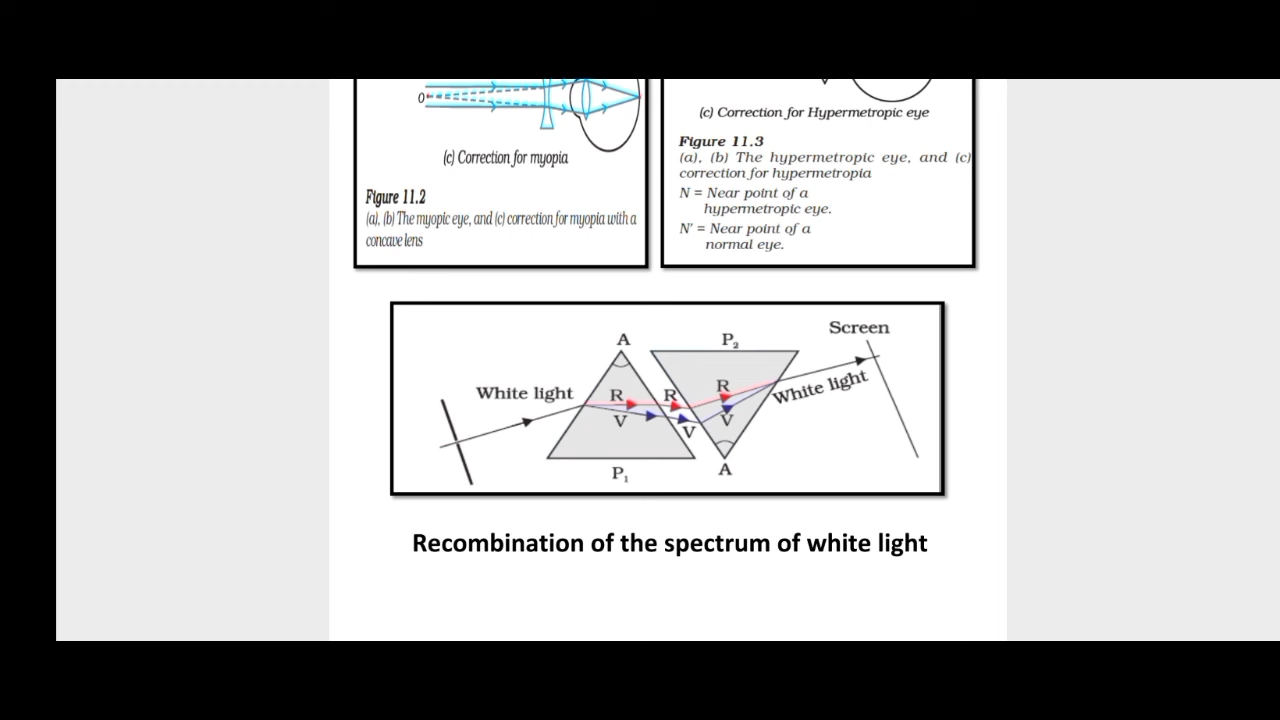 O
(c) Correction for myopia
Figure 11.2
(a), (b) The myopic eye, and (c) correction for myopia with a
concave lens
(c) Correction for Hypermetropic eye
Figure 11.3
(a), (b) The hypermetropic eye, and (c)
correction for hypermetropia
N = Near point of a
hypermetropic eye.
N' = Near point of a
normal eye.
Screen
A
P2
White light
R
R
R
White light
V
V
V
P1
A
Recombination of the spectrum of white light